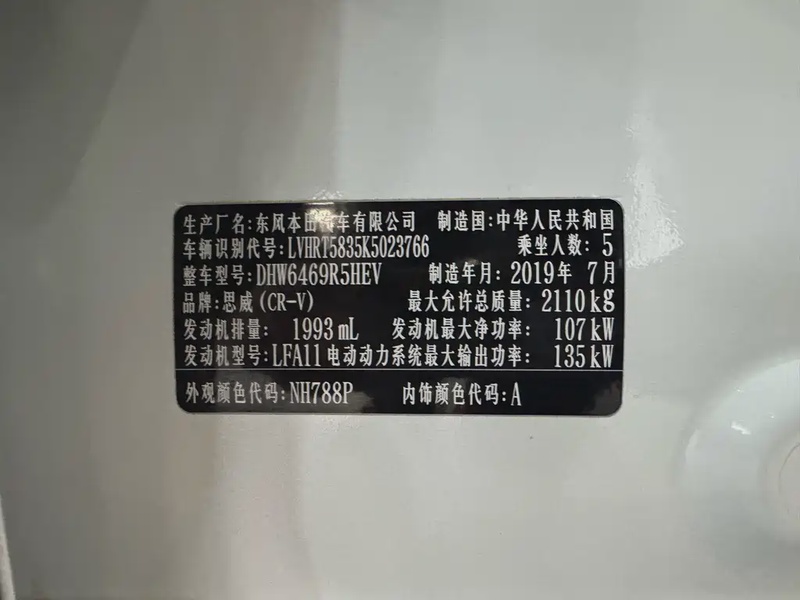 生产厂名:东风本田汽车有限公司 制造国:中华人民共和国
车辆识别代号:LVHRT5835K5023766 乘坐人数: 5
整车型号:DHW6469R5HEV 制造年月: 2019年 7月
品牌:思威(CR-V) 最大允许总质量: 2110kg
发动机排量: 1993mL 发动机最大净功率: 107kW
发动机型号:LFA11 电动动力系统最大输出功率: 135kW
外观颜色代码:NH788P 内饰颜色代码:A